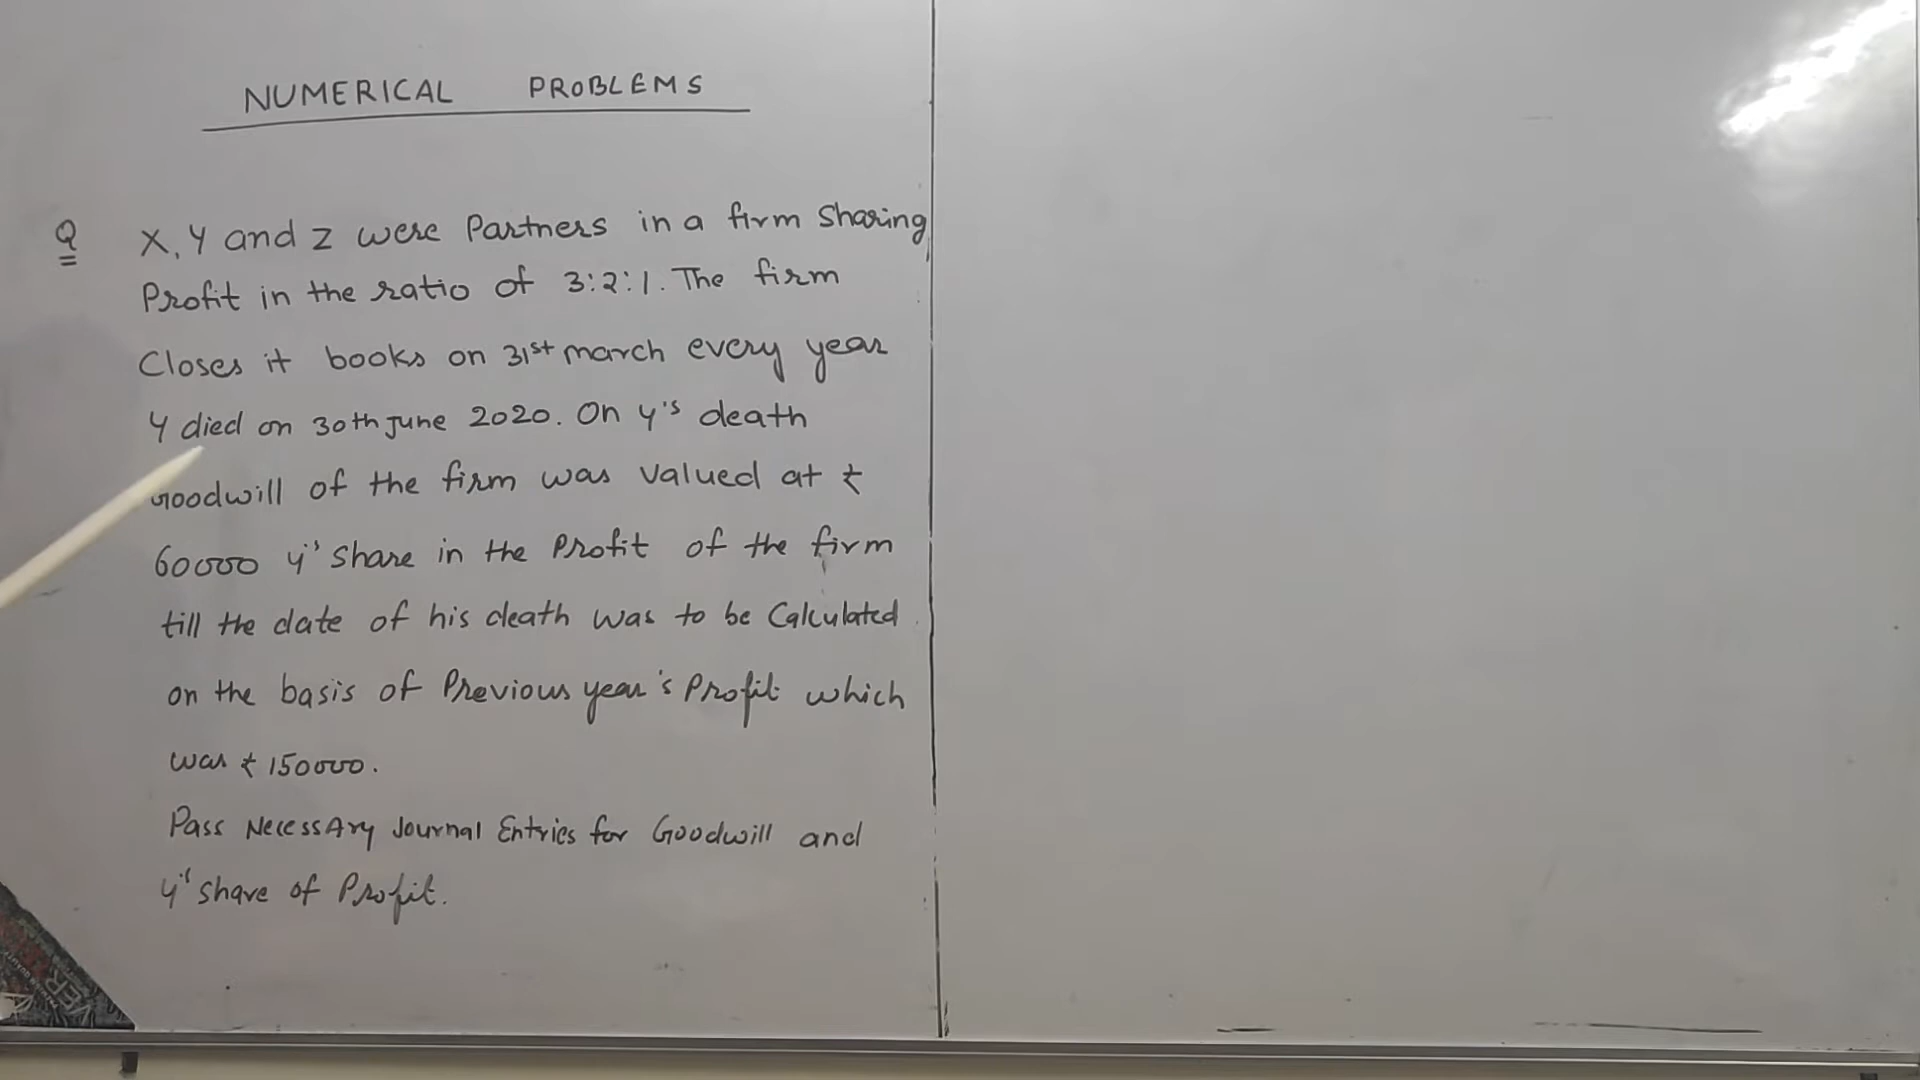 NUMERICAL PROBLEMS
Q X, Y and Z were Partners in a firm Sharing
Profit in the ratio of 3:2:1. The firm
Closes it books on 31st march every year
Y died on 30th June 2020. On Y's death
Goodwill of the firm was valued at ₹
60000 Y's Share in the Profit of the firm
till the date of his death was to be Calculated
on the basis of Previous year's Profit which
was ₹ 150000.
Pass Necessary Journal Entries for Goodwill and
Y's share of Profit.